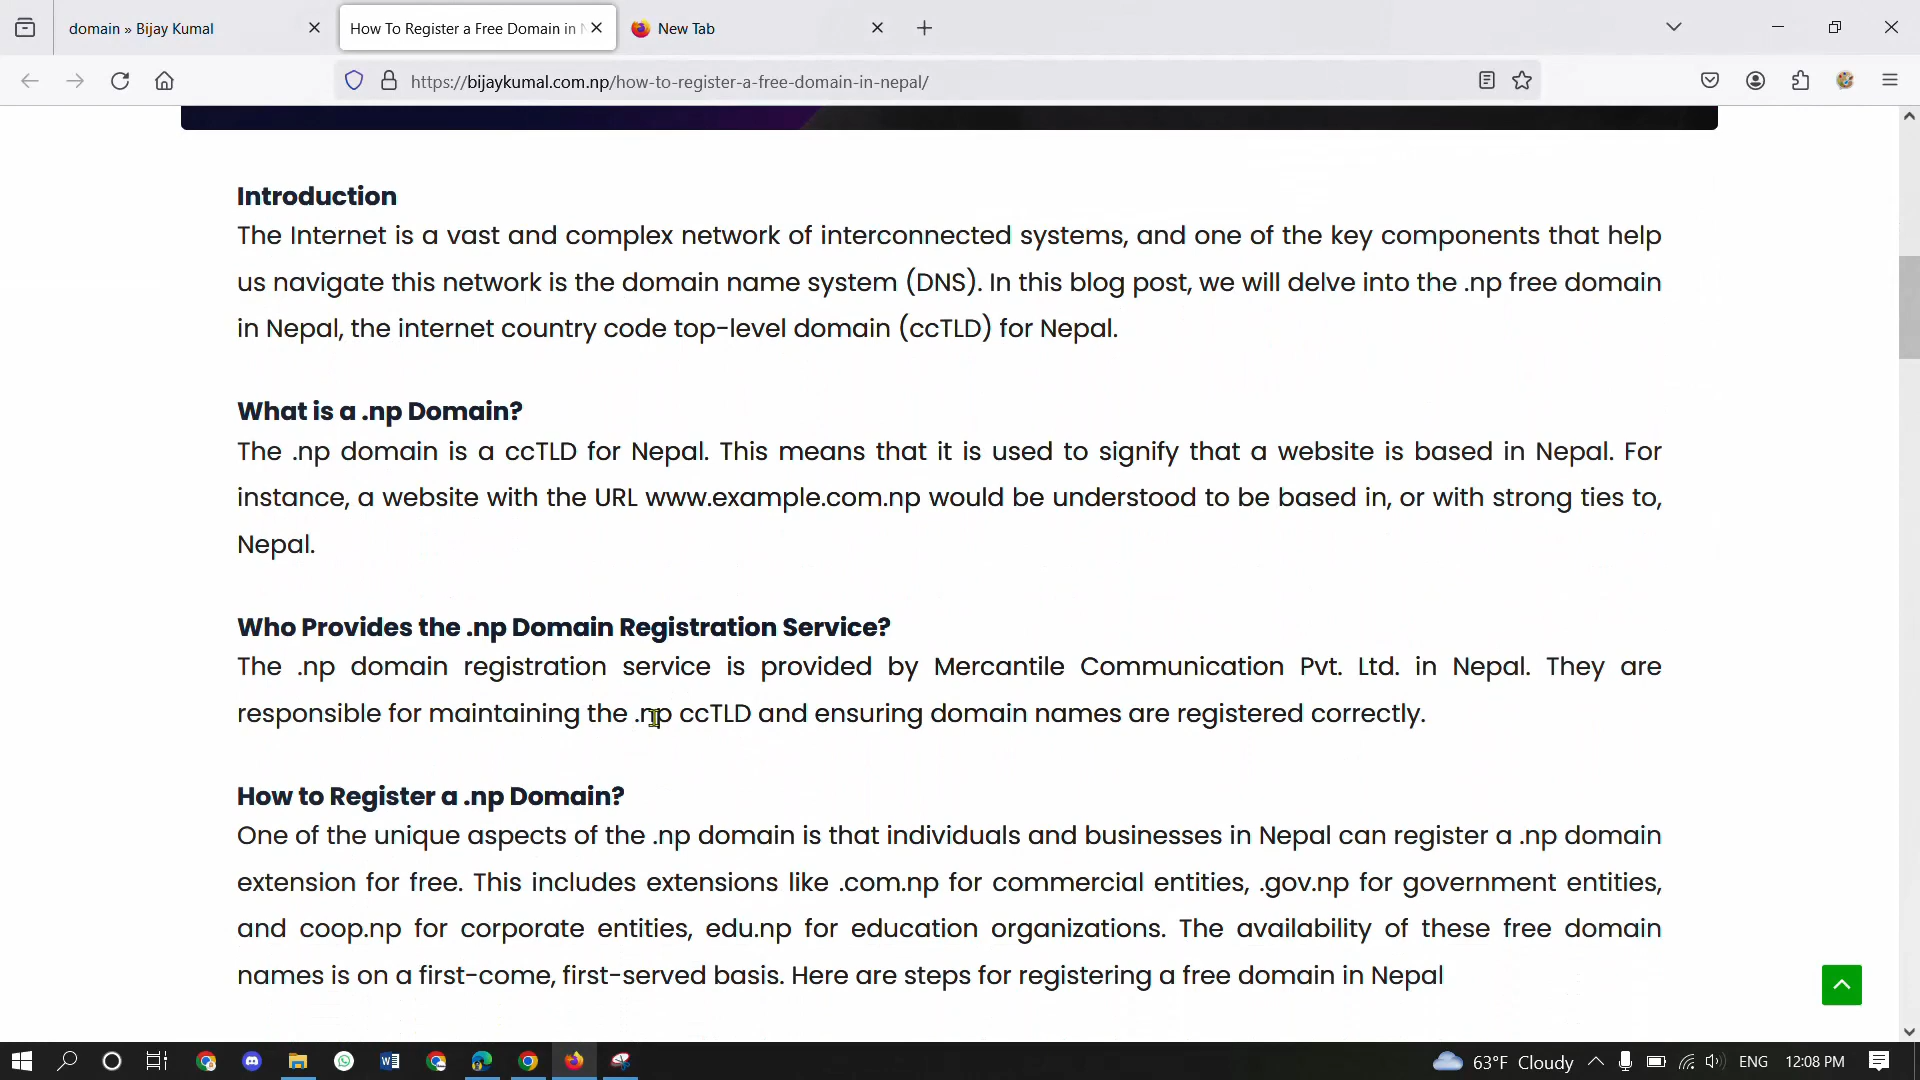 domain » Bijay Kumal
How To Register a Free Domain in
New Tab
https://bijaykumal.com.np/how-to-register-a-free-domain-in-nepal/
Introduction
The Internet is a vast and complex network of interconnected systems, and one of the key components that help
us navigate this network is the domain name system (DNS). In this blog post, we will delve into the .np free domain
in Nepal, the internet country code top-level domain (ccTLD) for Nepal.
What is a .np Domain?
The .np domain is a ccTLD for Nepal. This means that it is used to signify that a website is based in Nepal. For
instance, a website with the URL www.example.com.np would be understood to be based in, or with strong ties to,
Nepal.
Who Provides the .np Domain Registration Service?
The .np domain registration service is provided by Mercantile Communication Pvt. Ltd. in Nepal. They are
responsible for maintaining the .np ccTLD and ensuring domain names are registered correctly.
How to Register a .np Domain?
One of the unique aspects of the .np domain is that individuals and businesses in Nepal can register a .np domain
extension for free. This includes extensions like .com.np for commercial entities, .gov.np for government entities,
and coop.np for corporate entities, edu.np for education organizations. The availability of these free domain
names is on a first-come, first-served basis. Here are steps for registering a free domain in Nepal
63°F Cloudy
ENG
12:08 PM